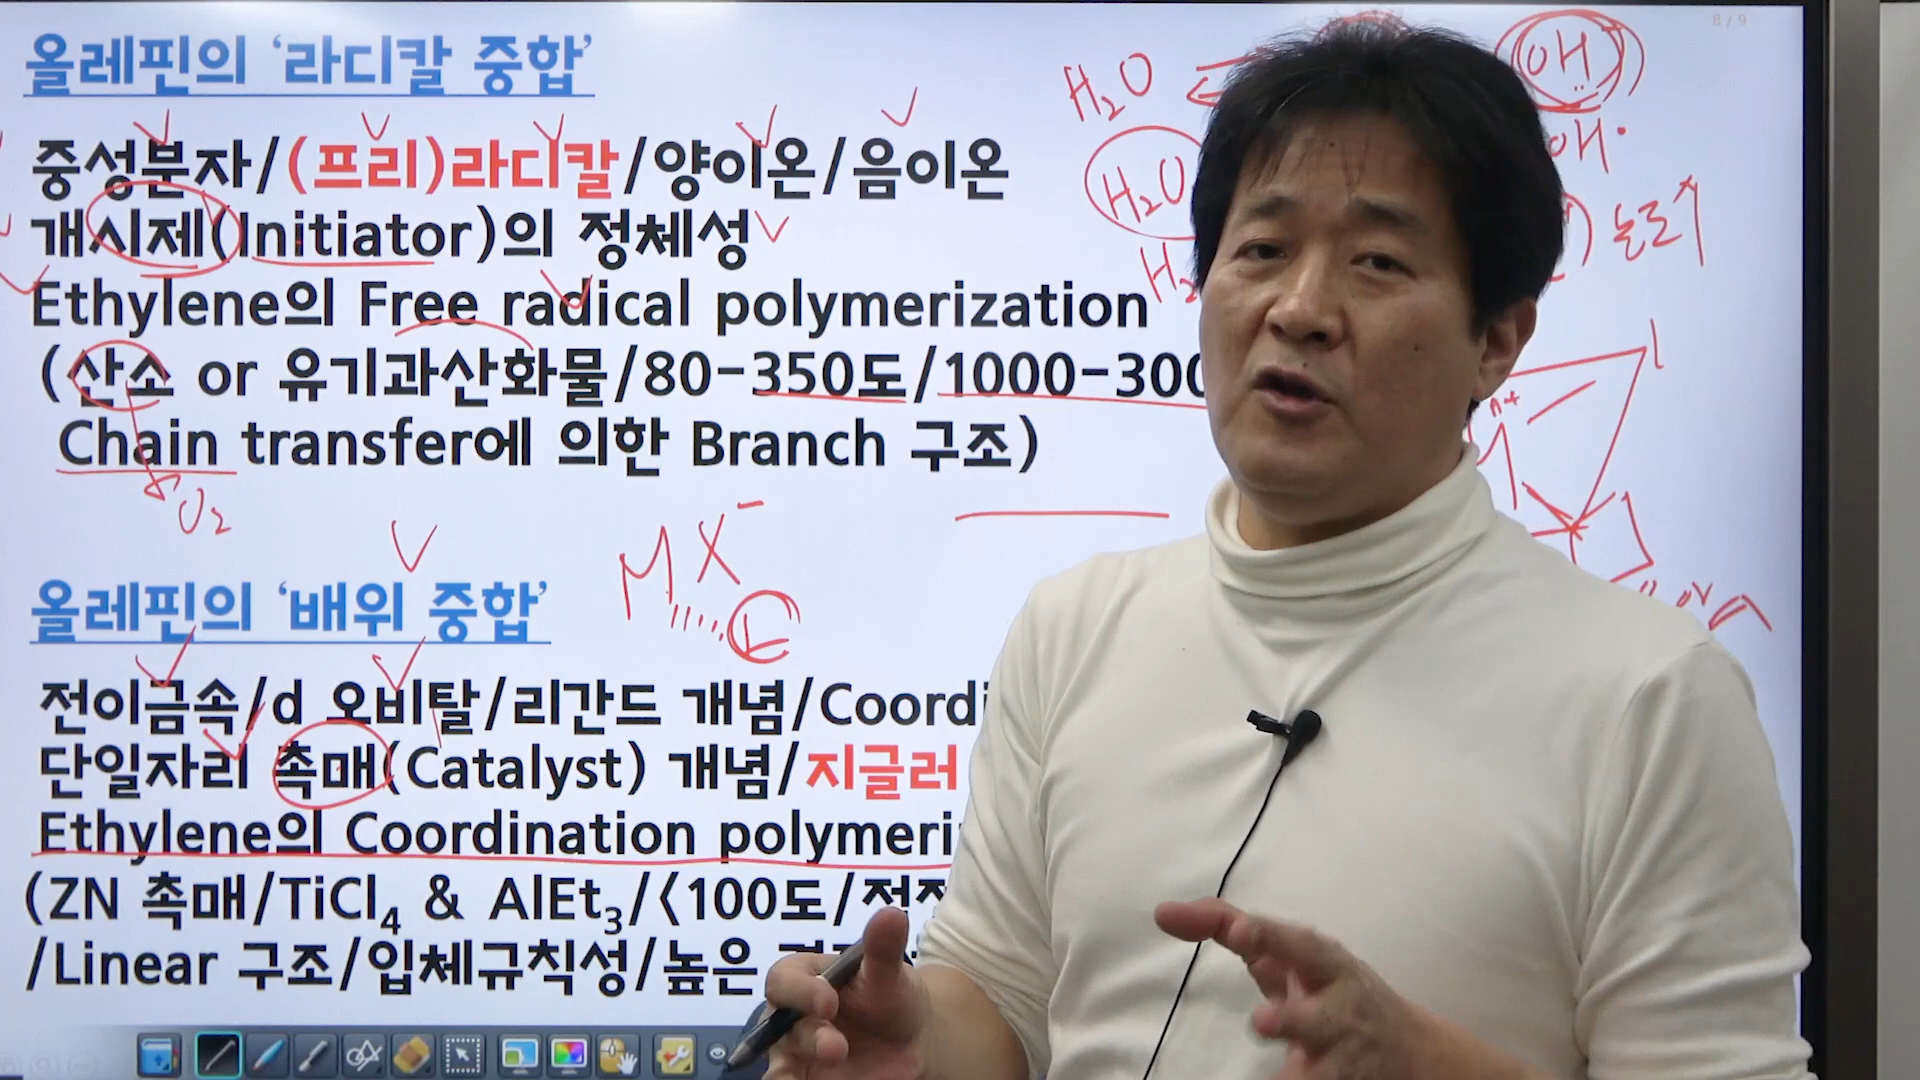 8/9
올레핀의 ‘라디칼 중합’
H₂O
OH
중성분자/(프리)라디칼/양이온/음이온
OH·
H₂O
개시제(Initiator)의 정체성
H₂
Ethylene의 Free radical polymerization
(산소 or 유기과산화물/80-350도/1000-300
Chain transfer에 의한 Branch 구조)
O₂
MX⁻
L
올레핀의 ‘배위 중합’
전이금속/d 오비탈/리간드 개념/Coordi
단일자리 촉매(Catalyst) 개념/지글러
Ethylene의 Coordination polymeri
(ZN 촉매/TiCl₄ & AlEt₃/<100도/
/Linear 구조/입체규칙성/높은